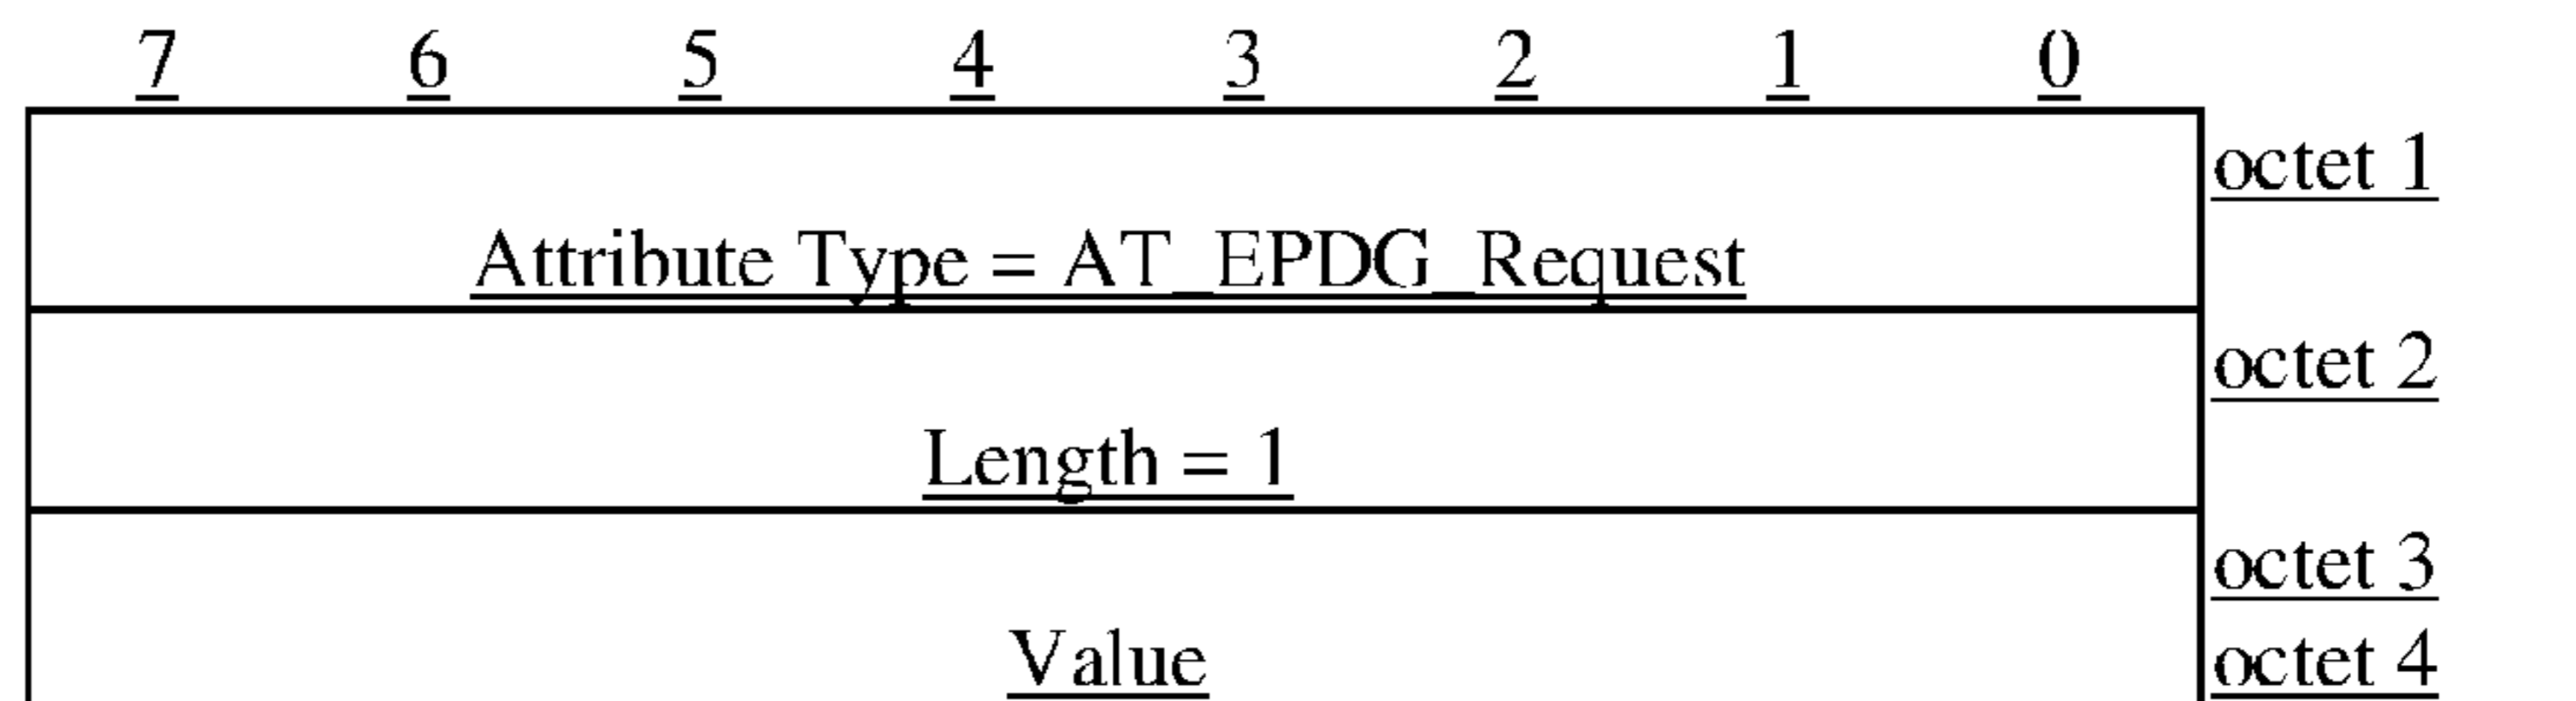 7 6 5 4 3 2 1 0
octet 1
Attribute Type = AT_EPDG_Request
octet 2
Length = 1
octet 3
Value octet 4